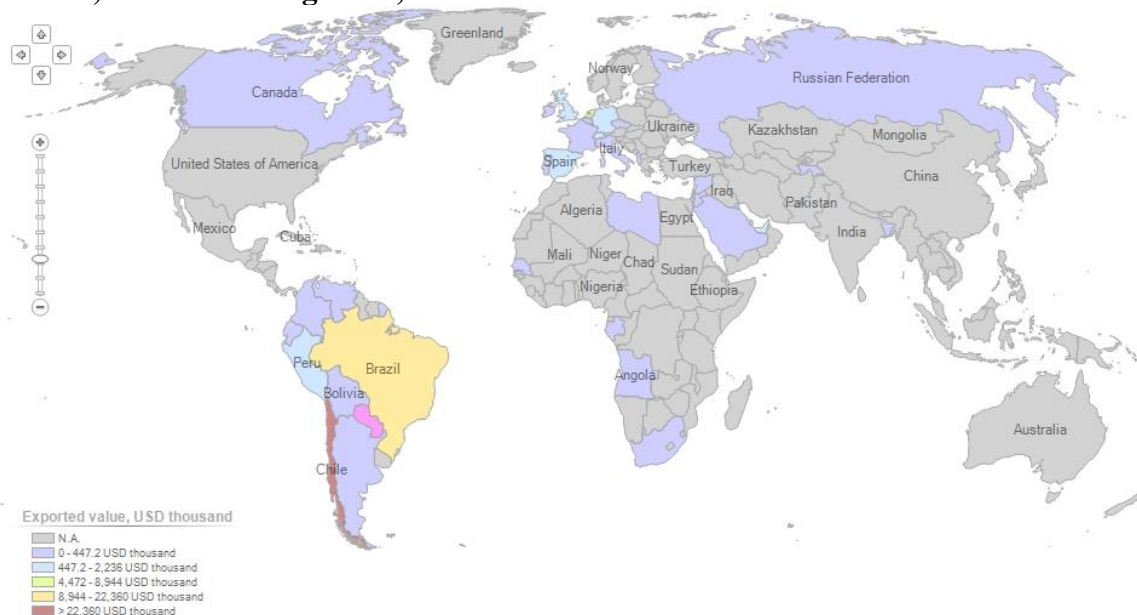 Greenland
Norway
Russian Federation
Canada
Ukraine
Kazakhstan
Mongolia
United States of America
Spain
Italy
Turkey
China
Iraq
Pakistan
Algeria
Egypt
India
Mexico
Cuba
Mali
Niger
Chad
Sudan
Nigeria
Ethiopia
Peru
Brazil
Bolivia
Angola
Chile
Australia
Exported value, USD thousand
N.A.
0 - 447.2 USD thousand
447.2 - 2,236 USD thousand
4,472 - 8,944 USD thousand
8,944 - 22,360 USD thousand
> 22,360 USD thousand